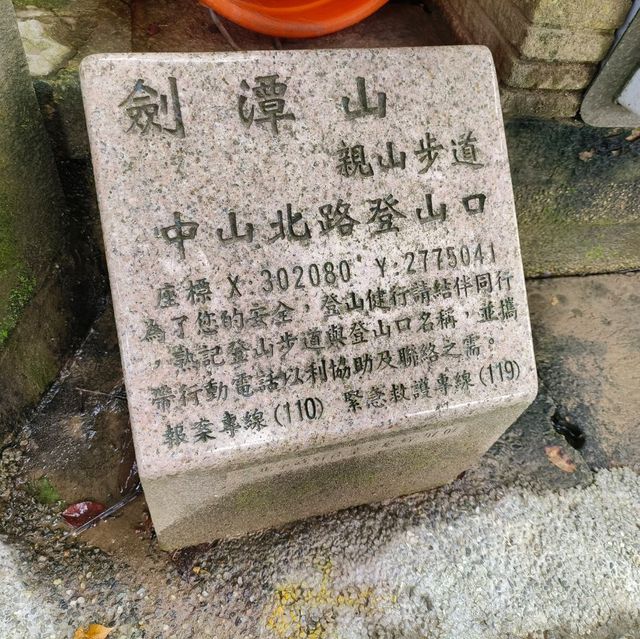 劍潭山
親山步道
中山北路登山口
座標 X:302080 Y:2775041
為了您的安全，登山健行請結伴同行
，熟記登山步道與登山口名稱，並攜
帶行動電話以利協助及聯絡之需。
報案專線(110) 緊急救護專線(119)